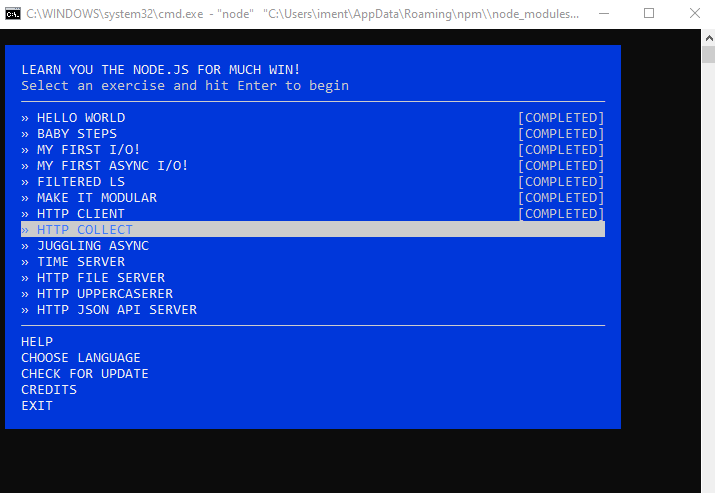 C:\WINDOWS\system32\cmd.exe - "node" "C:\Users\iment\AppData\Roaming\npm\\node_modules...
LEARN YOU THE NODE.JS FOR MUCH WIN!
Select an exercise and hit Enter to begin
» HELLO WORLD [COMPLETED]
» BABY STEPS [COMPLETED]
» MY FIRST I/O! [COMPLETED]
» MY FIRST ASYNC I/O! [COMPLETED]
» FILTERED LS [COMPLETED]
» MAKE IT MODULAR [COMPLETED]
» HTTP CLIENT [COMPLETED]
» HTTP COLLECT
» JUGGLING ASYNC
» TIME SERVER
» HTTP FILE SERVER
» HTTP UPPERCASERER
» HTTP JSON API SERVER
HELP
CHOOSE LANGUAGE
CHECK FOR UPDATE
CREDITS
EXIT